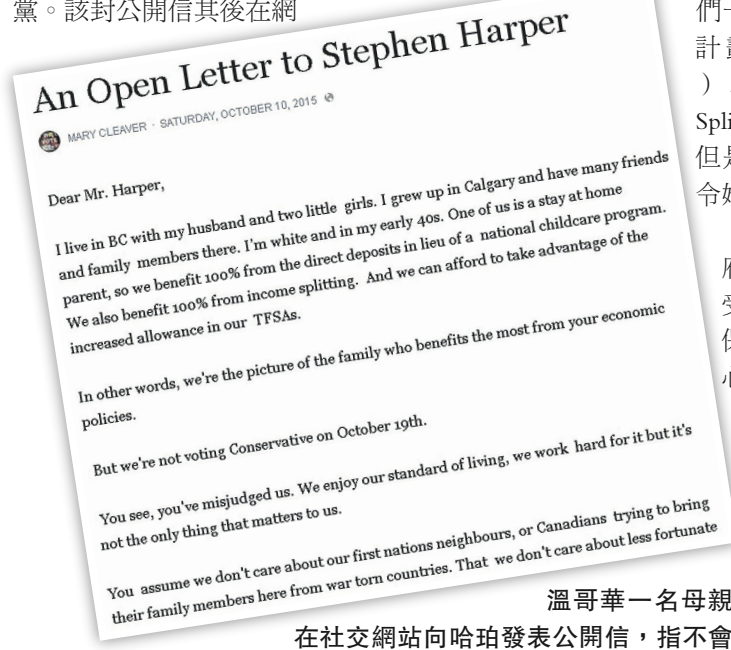 黨。該封公開信其後在網
An Open Letter to Stephen Harper
MARY CLEAVER · SATURDAY, OCTOBER 10, 2015
Dear Mr. Harper,
I live in BC with my husband and two little girls. I grew up in Calgary and have many friends
and family members there. I'm white and in my early 40s. One of us is a stay at home
parent, so we benefit 100% from the direct deposits in lieu of a national childcare program.
We also benefit 100% from income splitting. And we can afford to take advantage of the
increased allowance in our TFSAs.
In other words, we're the picture of the family who benefits the most from your economic
policies.
But we're not voting Conservative on October 19th.
You see, you've misjudged us. We enjoy our standard of living, we work hard for it but it's
not the only thing that matters to us.
You assume we don't care about our first nations neighbours, or Canadians trying to bring
their family members here from war torn countries. That we don't care about less fortunate
們
計
）
Spli
但
令
溫哥華一名母親
在社交網站向哈珀發表公開信，指不會